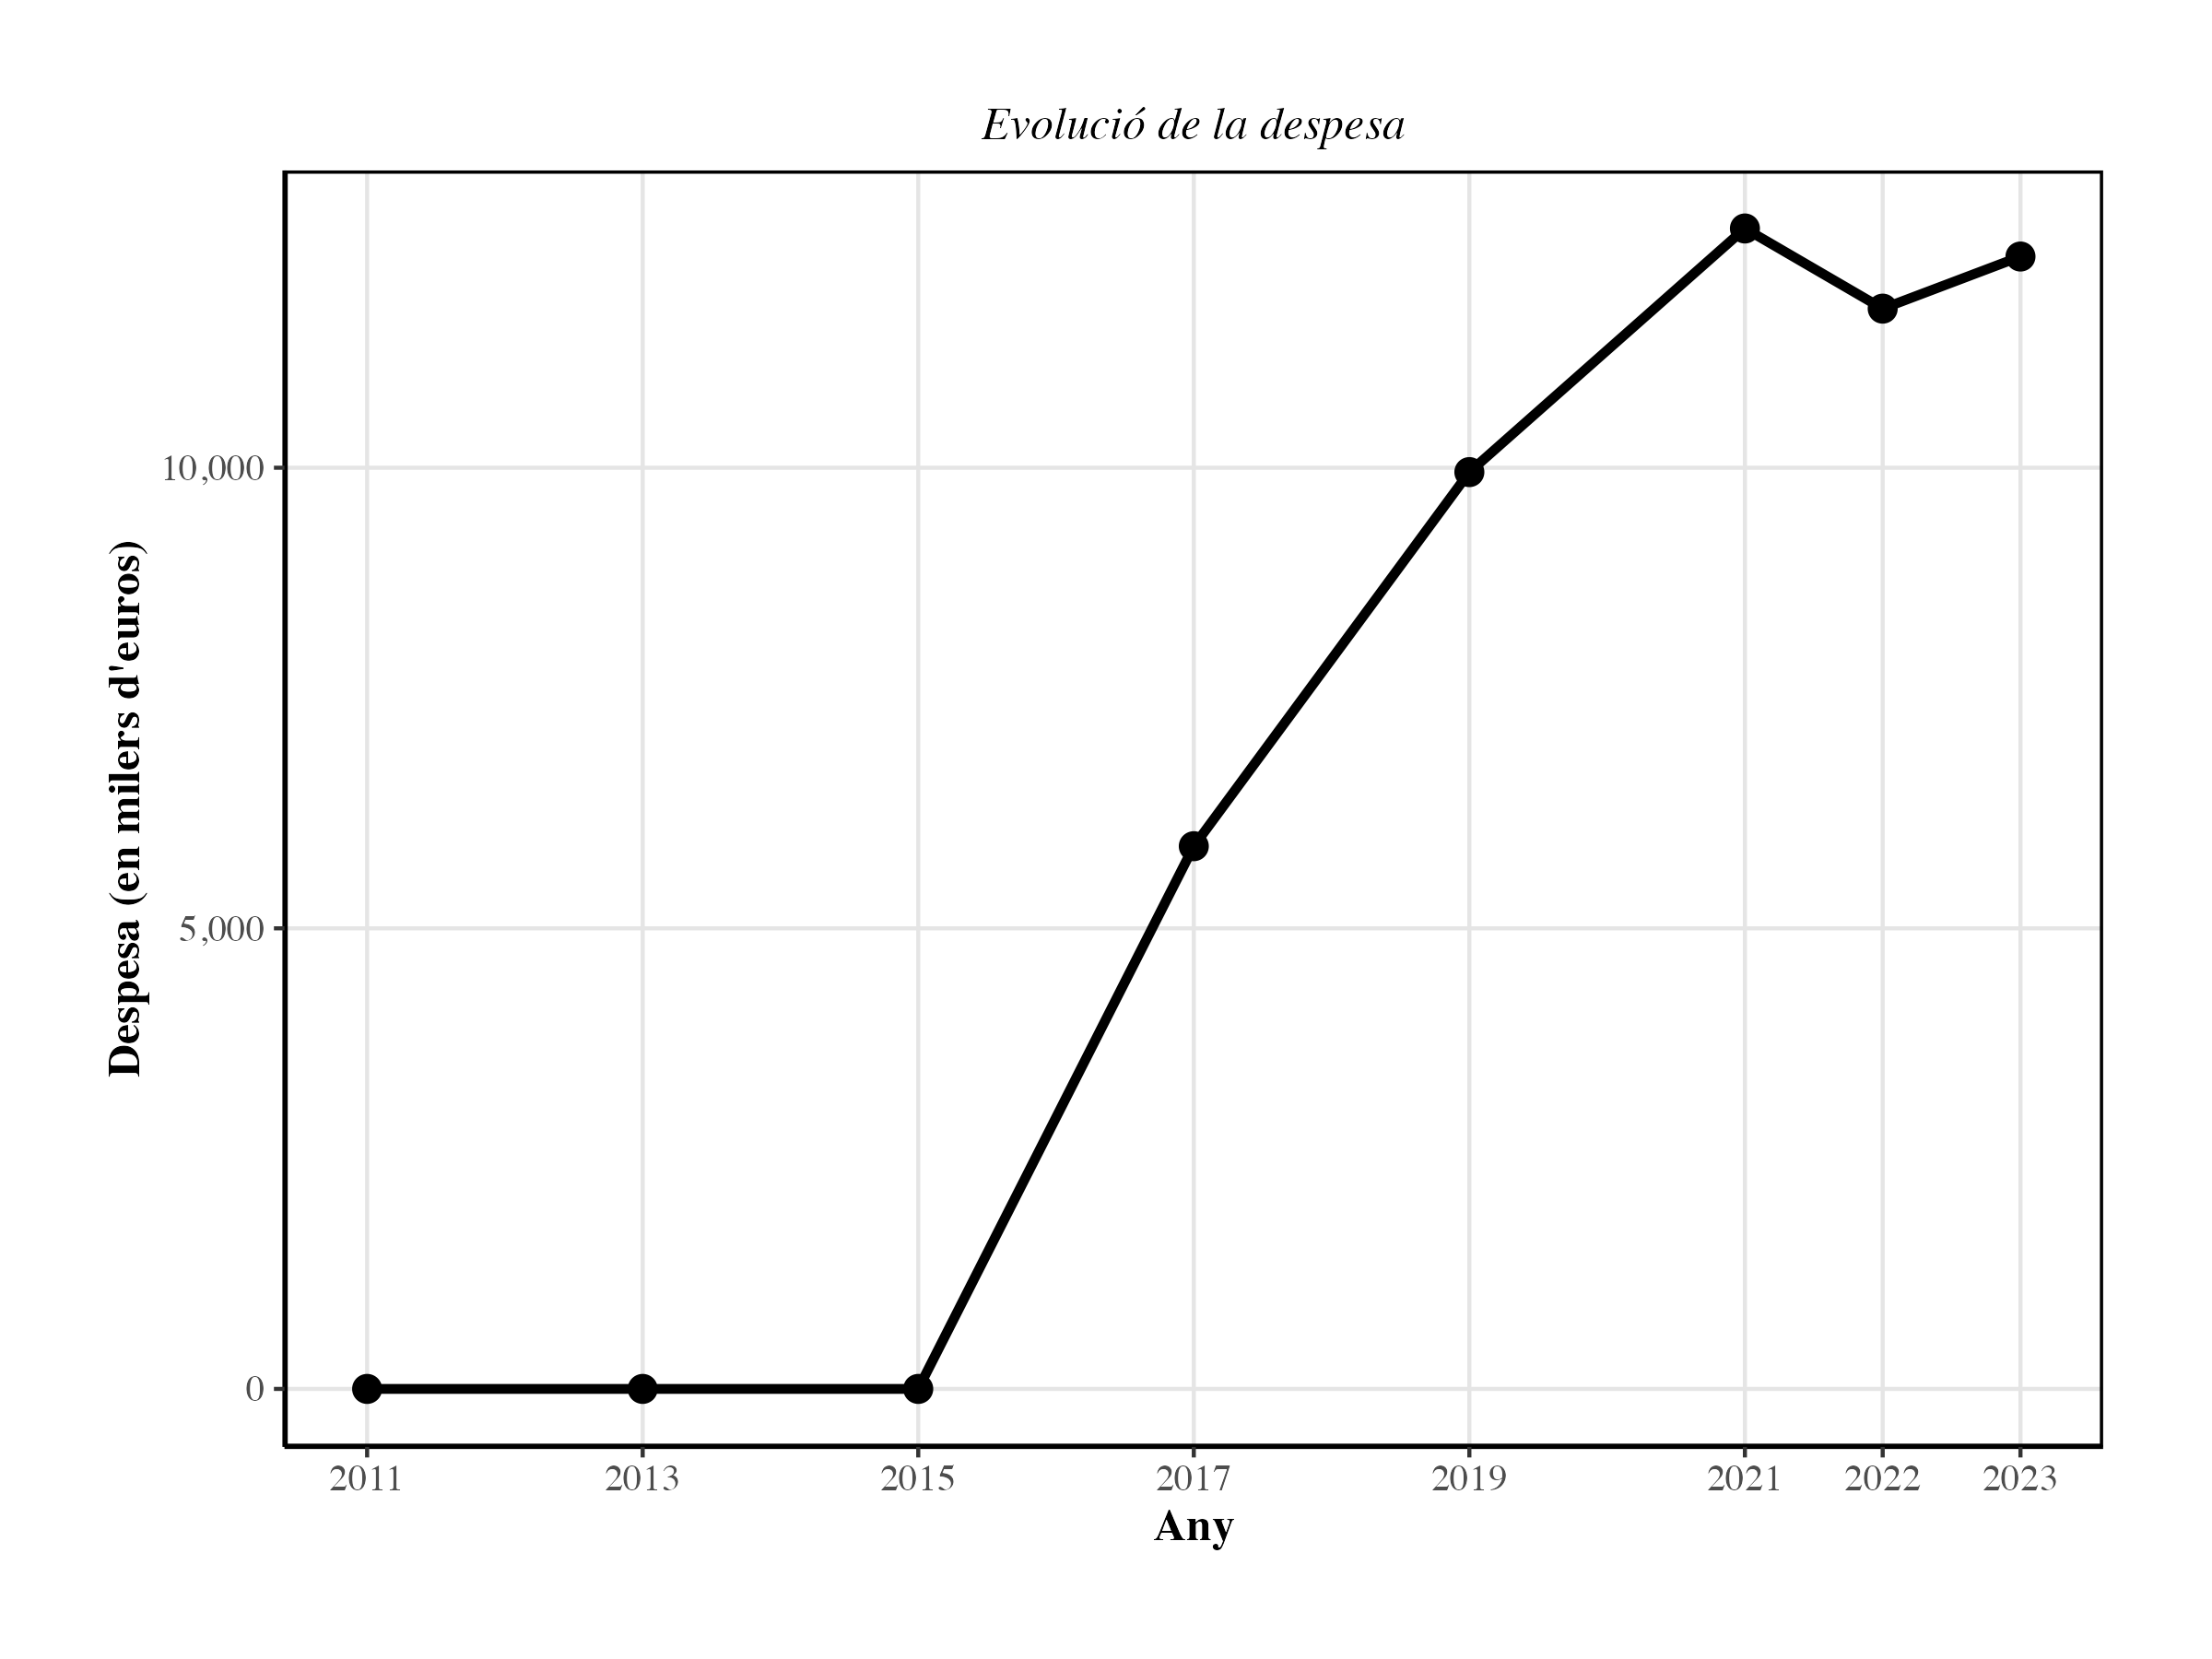 Evolució de la despesa
Despesa (en milers d'euros)
10,000
5,000
0
2011 2013 2015 2017 2019 2021 2022 2023
Any